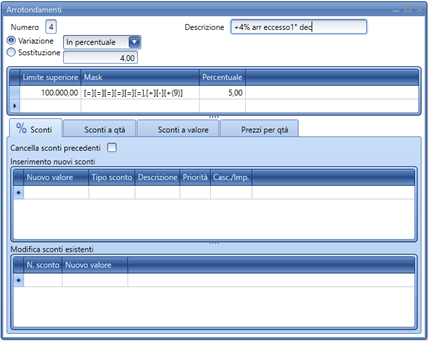 Arrotondamenti
Numero 4 Descrizione +4% arr eccesso1° dec
Variazione In percentuale
Sostituzione 4,00
Limite superiore Mask Percentuale
100.000,00 [=][=][=][=][=][=],[+][-][+(9)] 5,00
% Sconti Sconti a qtà Sconti a valore Prezzi per qtà
Cancella sconti precedenti
Inserimento nuovi sconti
Nuovo valore Tipo sconto Descrizione Priorità Casc./Imp.
Modifica sconti esistenti
N. sconto Nuovo valore